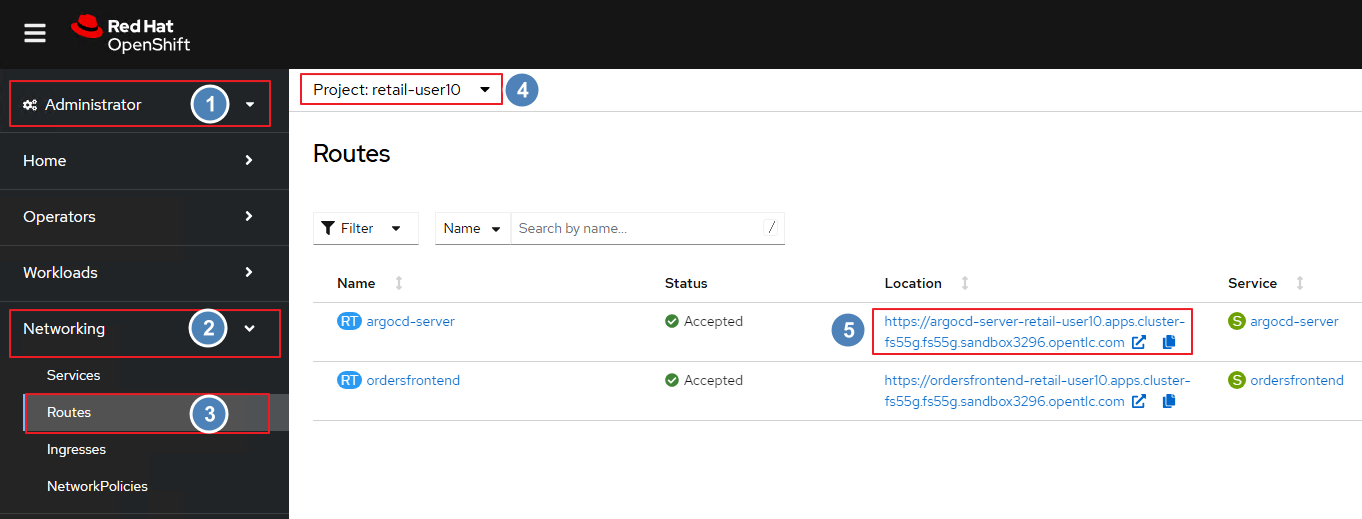 Red Hat
OpenShift
Administrator 1
Project: retail-user10 4
Home
Operators
Workloads
Networking 2
Services
Routes 3
Ingresses
NetworkPolicies
Routes
Filter Name Search by name... /
Name Status Location Service
RT argocd-server Accepted 5 https://argocd-server-retail-user10.apps.cluster- S argocd-server
fs55g.fs55g.sandbox3296.opentlc.com
RT ordersfrontend Accepted https://ordersfrontend-retail-user10.apps.cluster- S ordersfrontend
fs55g.fs55g.sandbox3296.opentlc.com